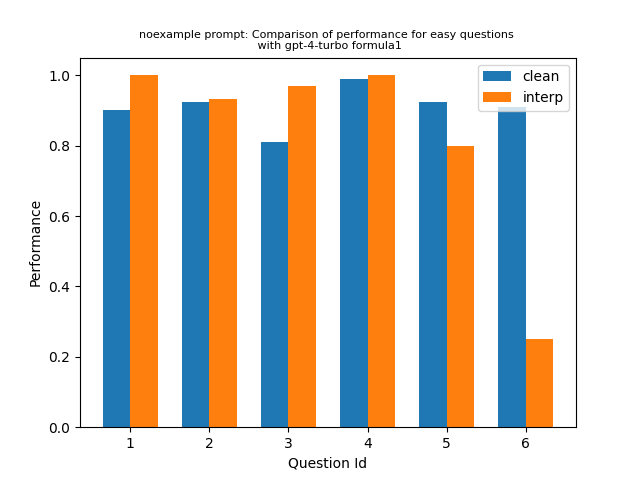 noexample prompt: Comparison of performance for easy questions
with gpt-4-turbo formula1
clean
interp
1.0
0.8
0.6
0.4
0.2
0.0
Performance
1 2 3 4 5 6
Question Id